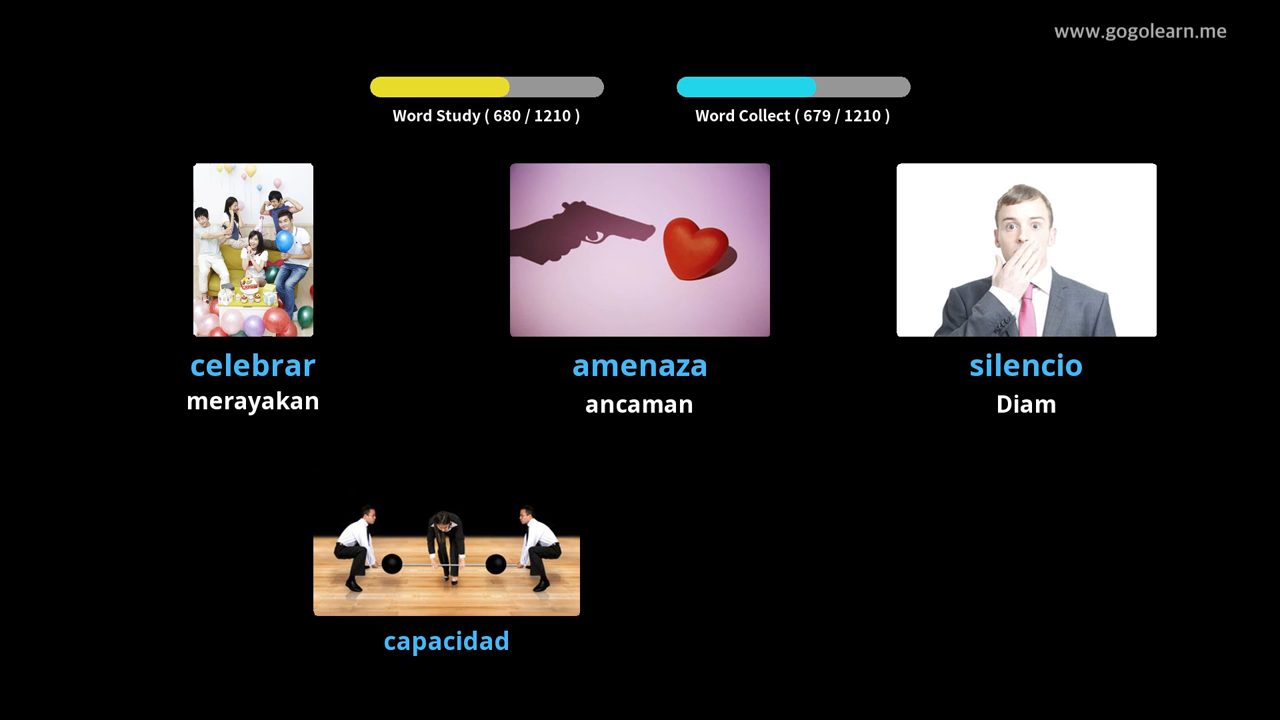 www.gogolearn.me
Word Study ( 680 / 1210 )
Word Collect ( 679 / 1210 )
celebrar
merayakan
amenaza
ancaman
silencio
Diam
capacidad